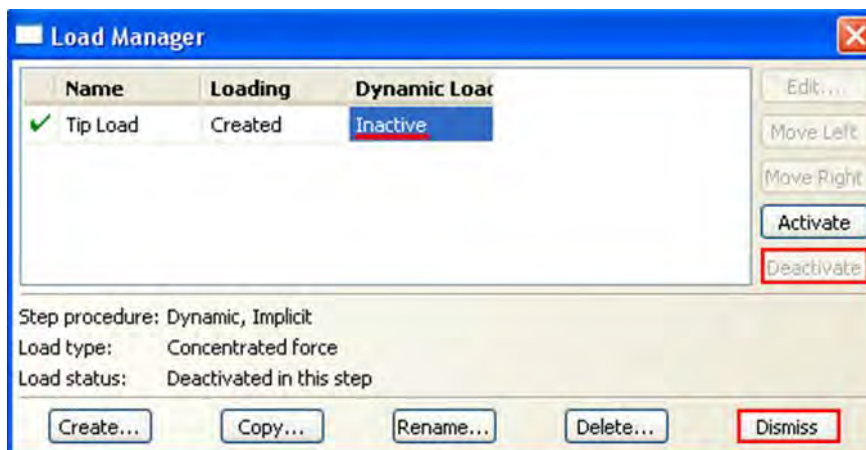 Load Manager
Name Loading Dynamic Load
Tip Load Created Inactive
Edit...
Move Left
Move Right
Activate
Deactivate
Step procedure: Dynamic, Implicit
Load type: Concentrated force
Load status: Deactivated in this step
Create... Copy... Rename... Delete... Dismiss